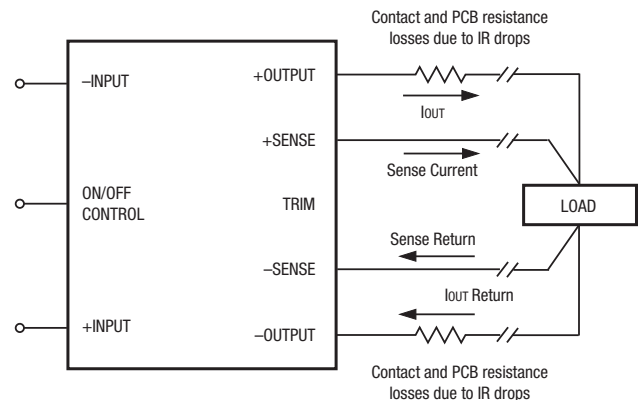 Contact and PCB resistance
losses due to IR drops
–INPUT
+OUTPUT
IOUT
+SENSE
Sense Current
ON/OFF
CONTROL
TRIM
LOAD
Sense Return
–SENSE
IOUT Return
+INPUT
–OUTPUT
Contact and PCB resistance
losses due to IR drops